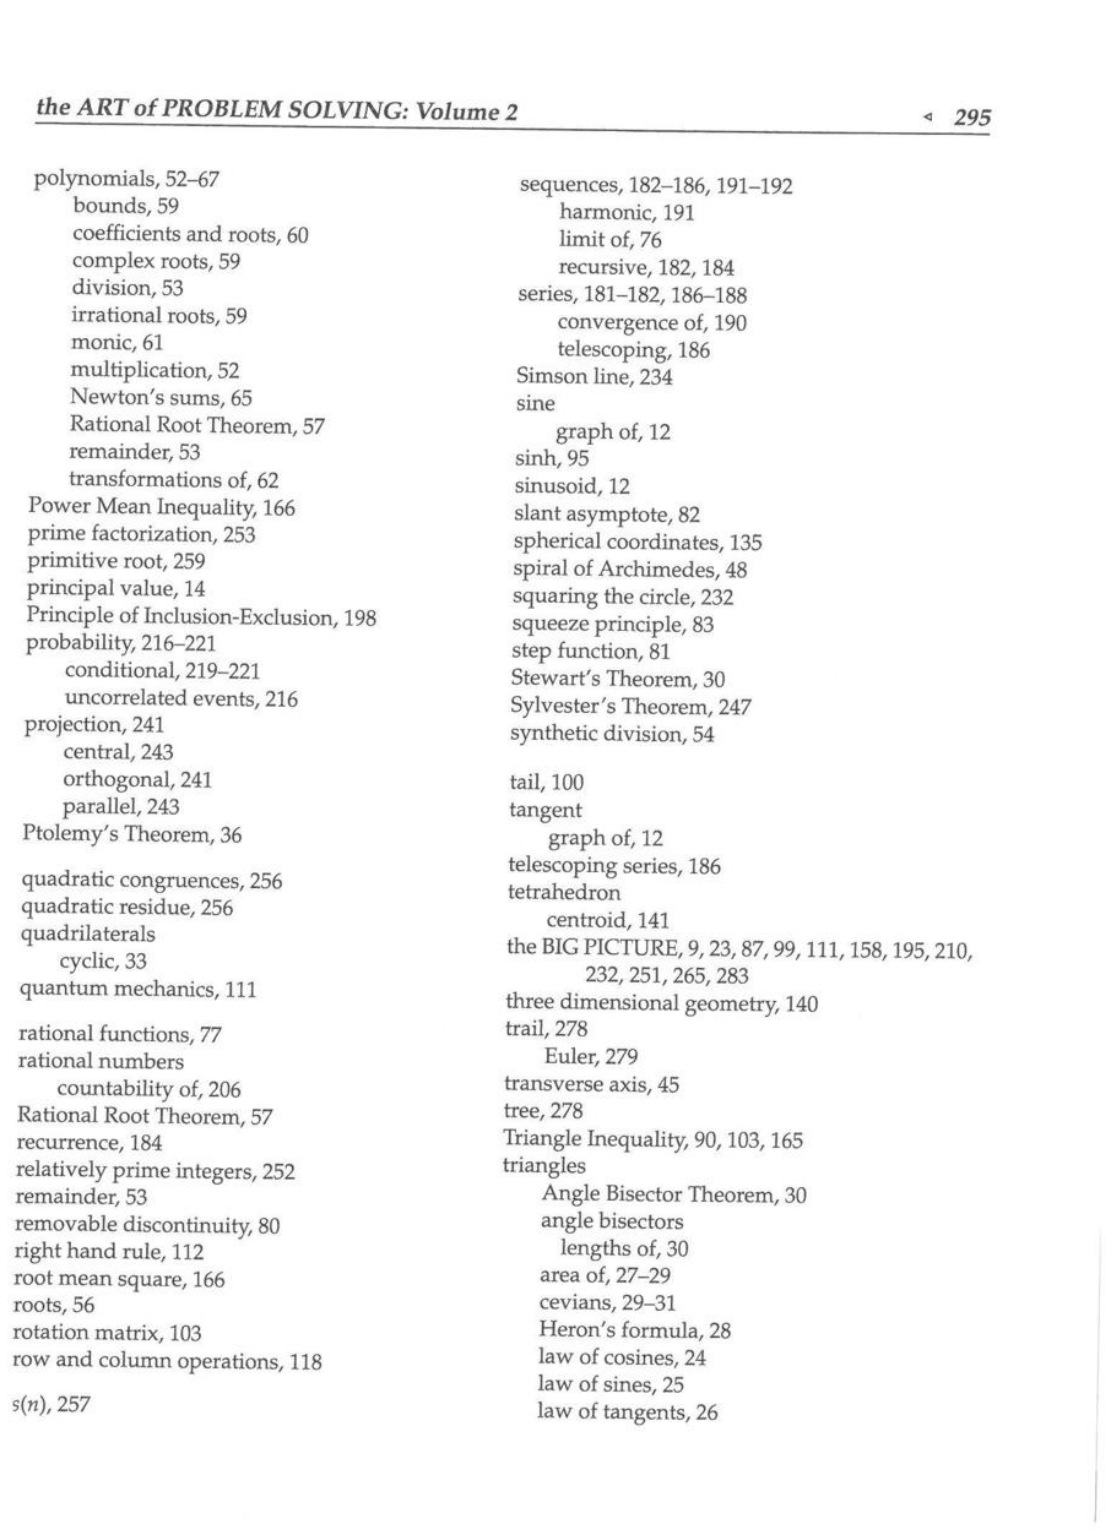 the ART of PROBLEM SOLVING: Volume 2 ◃ 295
polynomials, 52–67
bounds, 59
coefficients and roots, 60
complex roots, 59
division, 53
irrational roots, 59
monic, 61
multiplication, 52
Newton's sums, 65
Rational Root Theorem, 57
remainder, 53
transformations of, 62
Power Mean Inequality, 166
prime factorization, 253
primitive root, 259
principal value, 14
Principle of Inclusion-Exclusion, 198
probability, 216–221
conditional, 219–221
uncorrelated events, 216
projection, 241
central, 243
orthogonal, 241
parallel, 243
Ptolemy's Theorem, 36
quadratic congruences, 256
quadratic residue, 256
quadrilaterals
cyclic, 33
quantum mechanics, 111
rational functions, 77
rational numbers
countability of, 206
Rational Root Theorem, 57
recurrence, 184
relatively prime integers, 252
remainder, 53
removable discontinuity, 80
right hand rule, 112
root mean square, 166
roots, 56
rotation matrix, 103
row and column operations, 118
s(n), 257
sequences, 182–186, 191–192
harmonic, 191
limit of, 76
recursive, 182, 184
series, 181–182, 186–188
convergence of, 190
telescoping, 186
Simson line, 234
sine
graph of, 12
sinh, 95
sinusoid, 12
slant asymptote, 82
spherical coordinates, 135
spiral of Archimedes, 48
squaring the circle, 232
squeeze principle, 83
step function, 81
Stewart's Theorem, 30
Sylvester's Theorem, 247
synthetic division, 54
tail, 100
tangent
graph of, 12
telescoping series, 186
tetrahedron
centroid, 141
the BIG PICTURE, 9, 23, 87, 99, 111, 158, 195, 210,
232, 251, 265, 283
three dimensional geometry, 140
trail, 278
Euler, 279
transverse axis, 45
tree, 278
Triangle Inequality, 90, 103, 165
triangles
Angle Bisector Theorem, 30
angle bisectors
lengths of, 30
area of, 27–29
cevians, 29–31
Heron's formula, 28
law of cosines, 24
law of sines, 25
law of tangents, 26